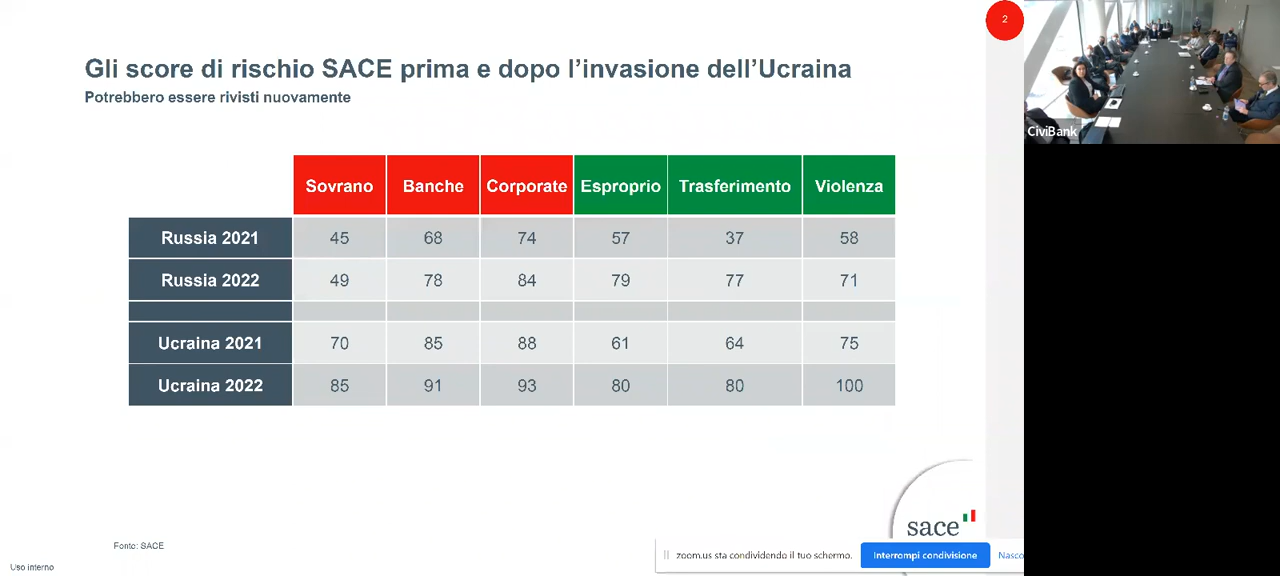 2
Gli score di rischio SACE prima e dopo l’invasione dell’Ucraina
Potrebbero essere rivisti nuovamente
Sovrano Banche Corporate Esproprio Trasferimento Violenza
Russia 2021 45 68 74 57 37 58
Russia 2022 49 78 84 79 77 71
Ucraina 2021 70 85 88 61 64 75
Ucraina 2022 85 91 93 80 80 100
sace
Fonte: SACE
Uso interno
zoom.us sta condividendo il tuo schermo. Interrompi condivisione Nasco
CiviBank